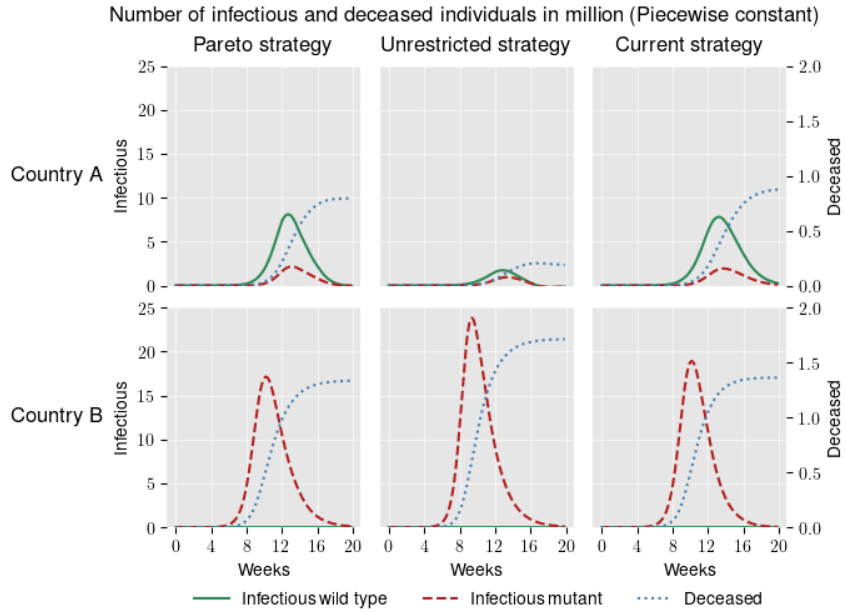 Number of infectious and deceased individuals in million (Piecewise constant)
Pareto strategy Unrestricted strategy Current strategy
25 2.0
20 1.5
15
Country A Infectious 1.0 Deceased
10
5 0.5
0 0.0
25 2.0
20 1.5
15
Country B Infectious 1.0 Deceased
10
5 0.5
0 0.0
0 4 8 12 16 20 0 4 8 12 16 20 0 4 8 12 16 20
Weeks Weeks Weeks
Infectious wild type Infectious mutant Deceased